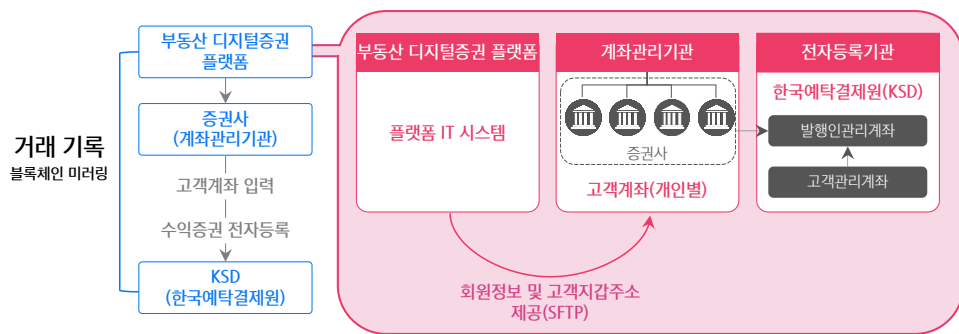 거래 기록
블록체인 미러링
부동산 디지털증권
플랫폼
증권사
(계좌관리기관)
고객계좌 입력
수익증권 전자등록
KSD
(한국예탁결제원)
부동산 디지털증권 플랫폼
플랫폼 IT 시스템
계좌관리기관
증권사
고객계좌(개인별)
전자등록기관
한국예탁결제원(KSD)
발행인관리계좌
고객관리계좌
회원정보 및 고객지갑주소
제공(SFTP)